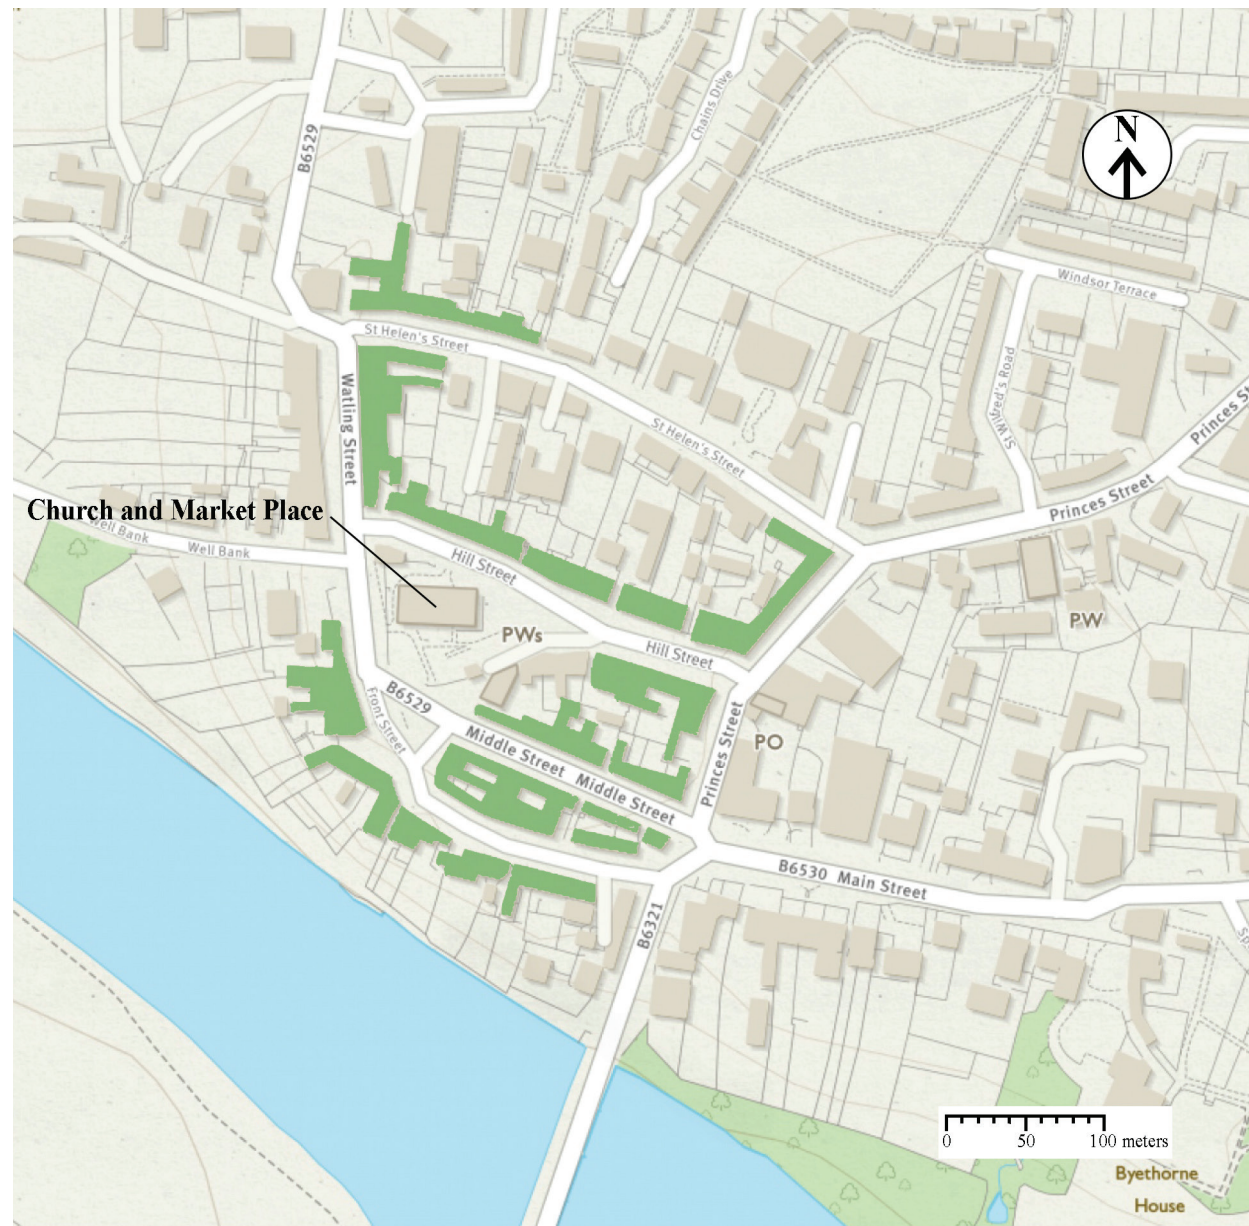 Chains Drive
N
B6529
Windsor Terrace
St Helen's Street
St Wilfred's Road
Watling Street
Princes St
St Helen's Street
Princes Street
Church and Market Place
Well Bank
Well Bank
Hill Street
PWs
PW
Hill Street
B6529
Front Street
Princes Street
PO
Middle Street
Middle Street
B6530 Main Street
B6321
0 50 100 meters
Byethorne
House